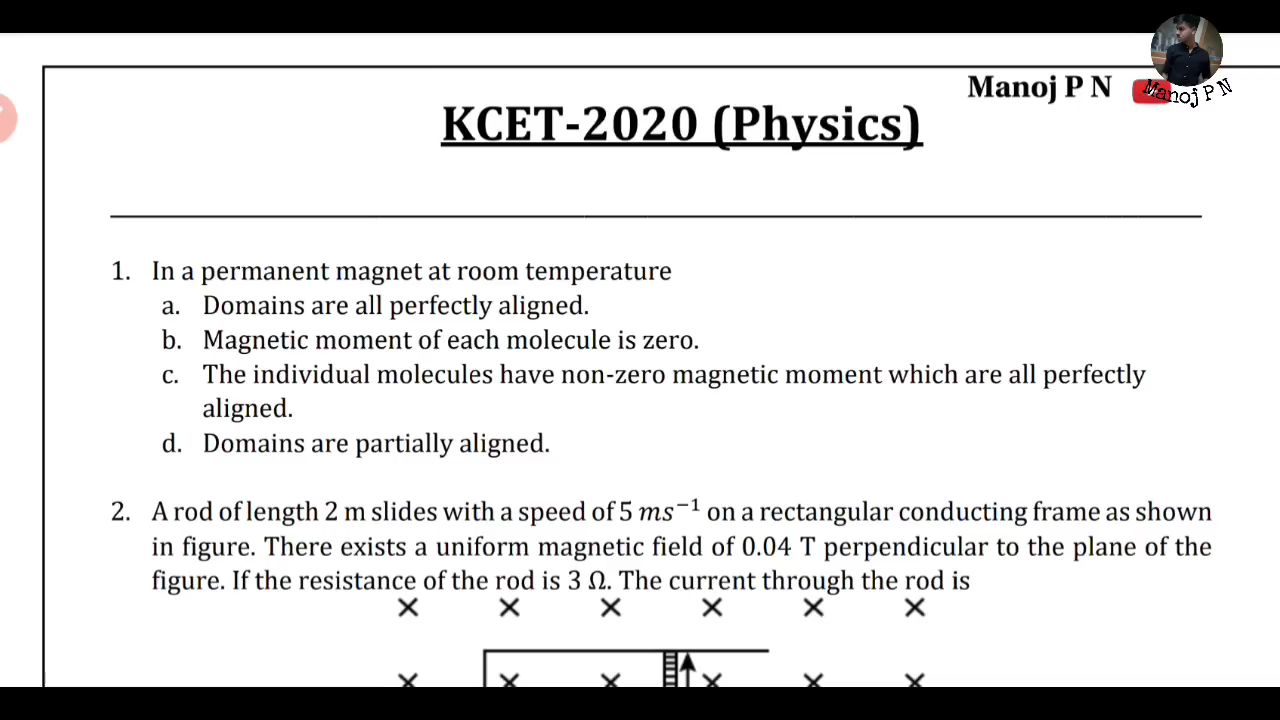 Manoj P N
Manoj P N
KCET-2020 (Physics)
1. In a permanent magnet at room temperature
a. Domains are all perfectly aligned.
b. Magnetic moment of each molecule is zero.
c. The individual molecules have non-zero magnetic moment which are all perfectly
aligned.
d. Domains are partially aligned.
2. A rod of length 2 m slides with a speed of 5 ms⁻¹ on a rectangular conducting frame as shown
in figure. There exists a uniform magnetic field of 0.04 T perpendicular to the plane of the
figure. If the resistance of the rod is 3 Ω. The current through the rod is